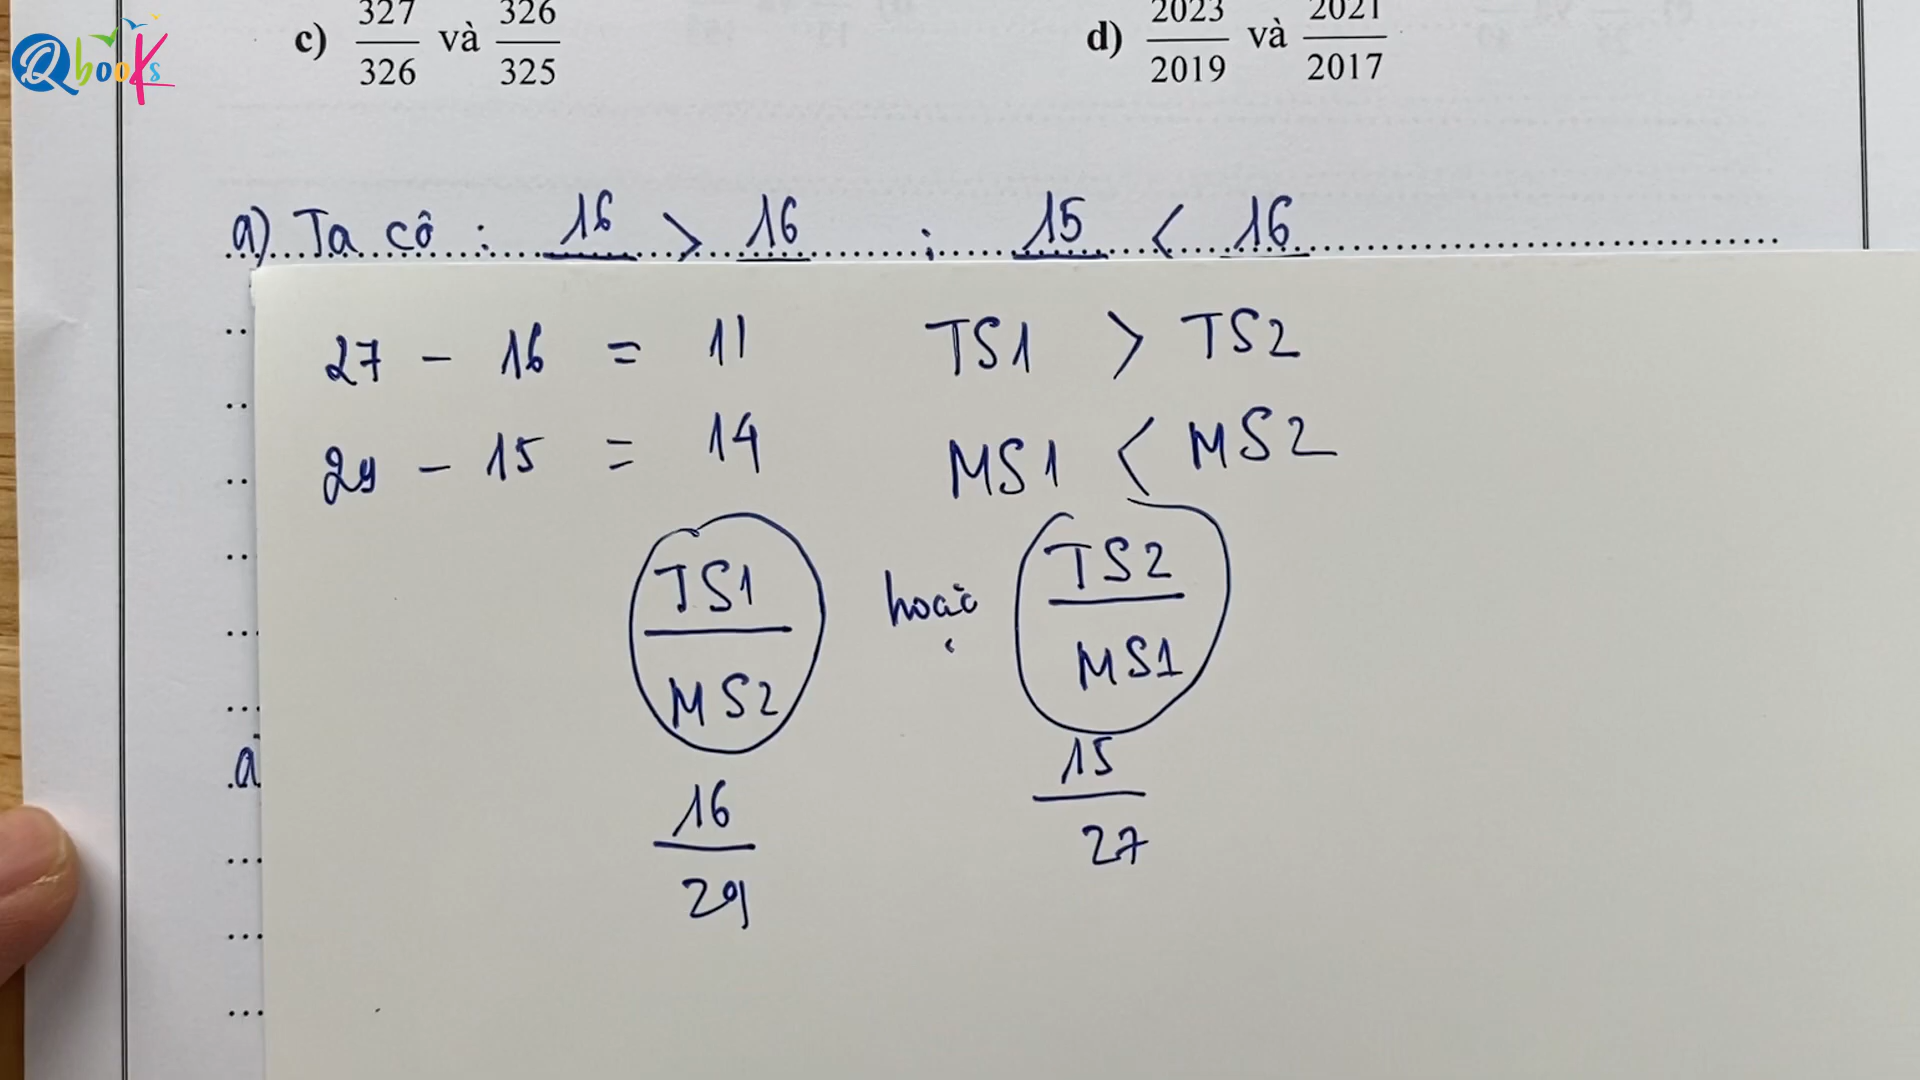 Qbooks
c) 327/326 và 326/325
d) 2023/2019 và 2021/2017
a) Ta có : 16 > 16 ; 15 < 16
27 - 16 = 11
TS1 > TS2
29 - 15 = 14
MS1 < MS2
TS1/MS2 hoặc TS2/MS1
16/29
15/27
a